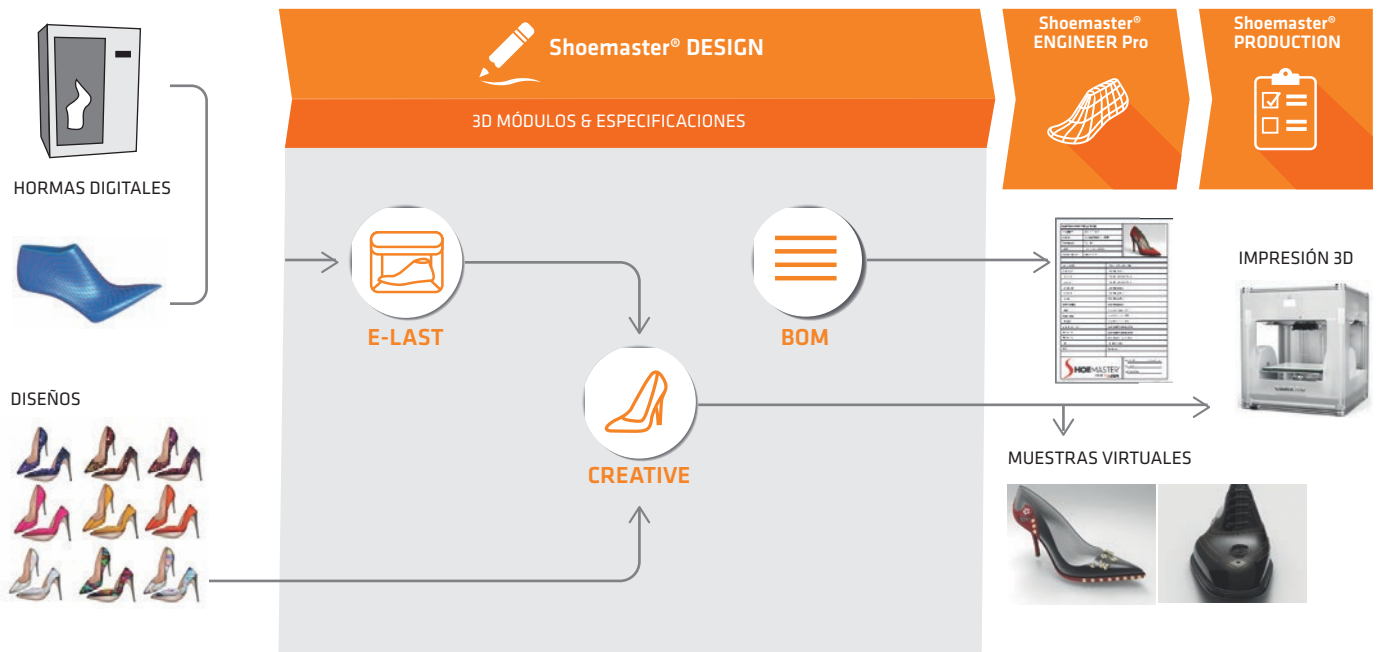 Shoemaster® DESIGN
Shoemaster®
ENGINEER Pro
Shoemaster®
PRODUCTION
3D MÓDULOS & ESPECIFICACIONES
HORMAS DIGITALES
E-LAST
BOM
IMPRESIÓN 3D
SHOEMASTER
DISEÑOS
CREATIVE
MUESTRAS VIRTUALES